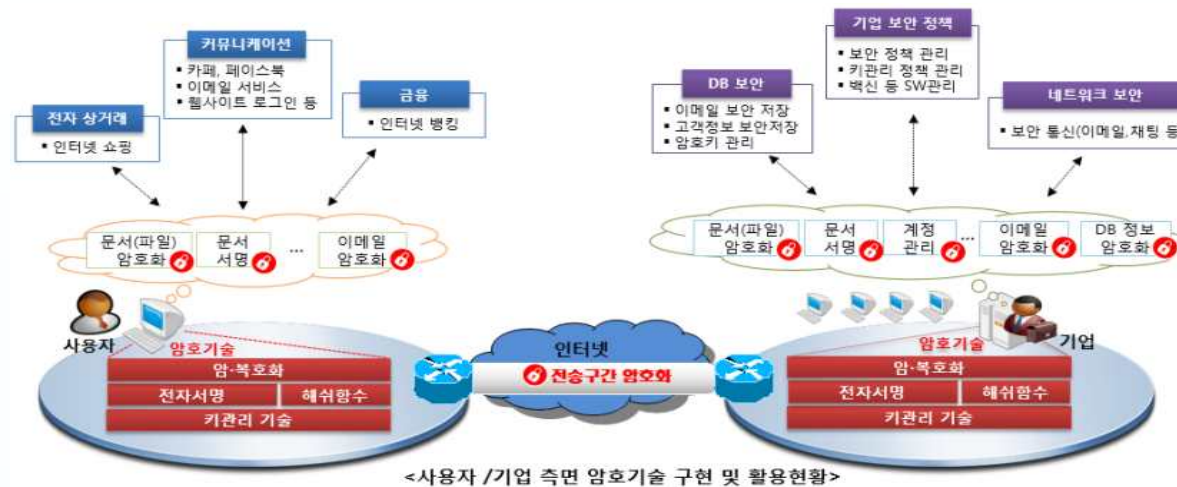 커뮤니케이션
▪ 카페, 페이스북
▪ 이메일 서비스
▪ 웹사이트 로그인 등
전자 상거래
▪ 인터넷 쇼핑
금융
▪ 인터넷 뱅킹
문서(파일)
암호화
문서
서명
...
이메일
암호화
사용자
암호기술
암·복호화
전자서명
해쉬함수
키관리 기술
인터넷
전송구간 암호화
기업 보안 정책
▪ 보안 정책 관리
▪ 키관리 정책 관리
▪ 백신 등 SW관리
DB 보안
▪ 이메일 보안 저장
▪ 고객정보 보안저장
▪ 암호키 관리
네트워크 보안
▪ 보안 통신(이메일,채팅 등
문서(파일)
암호화
문서
서명
계정
관리
...
이메일
암호화
DB 정보
암호화
기업
암호기술
암·복호화
전자서명
해쉬함수
키관리 기술
<사용자 /기업 측면 암호기술 구현 및 활용현황>